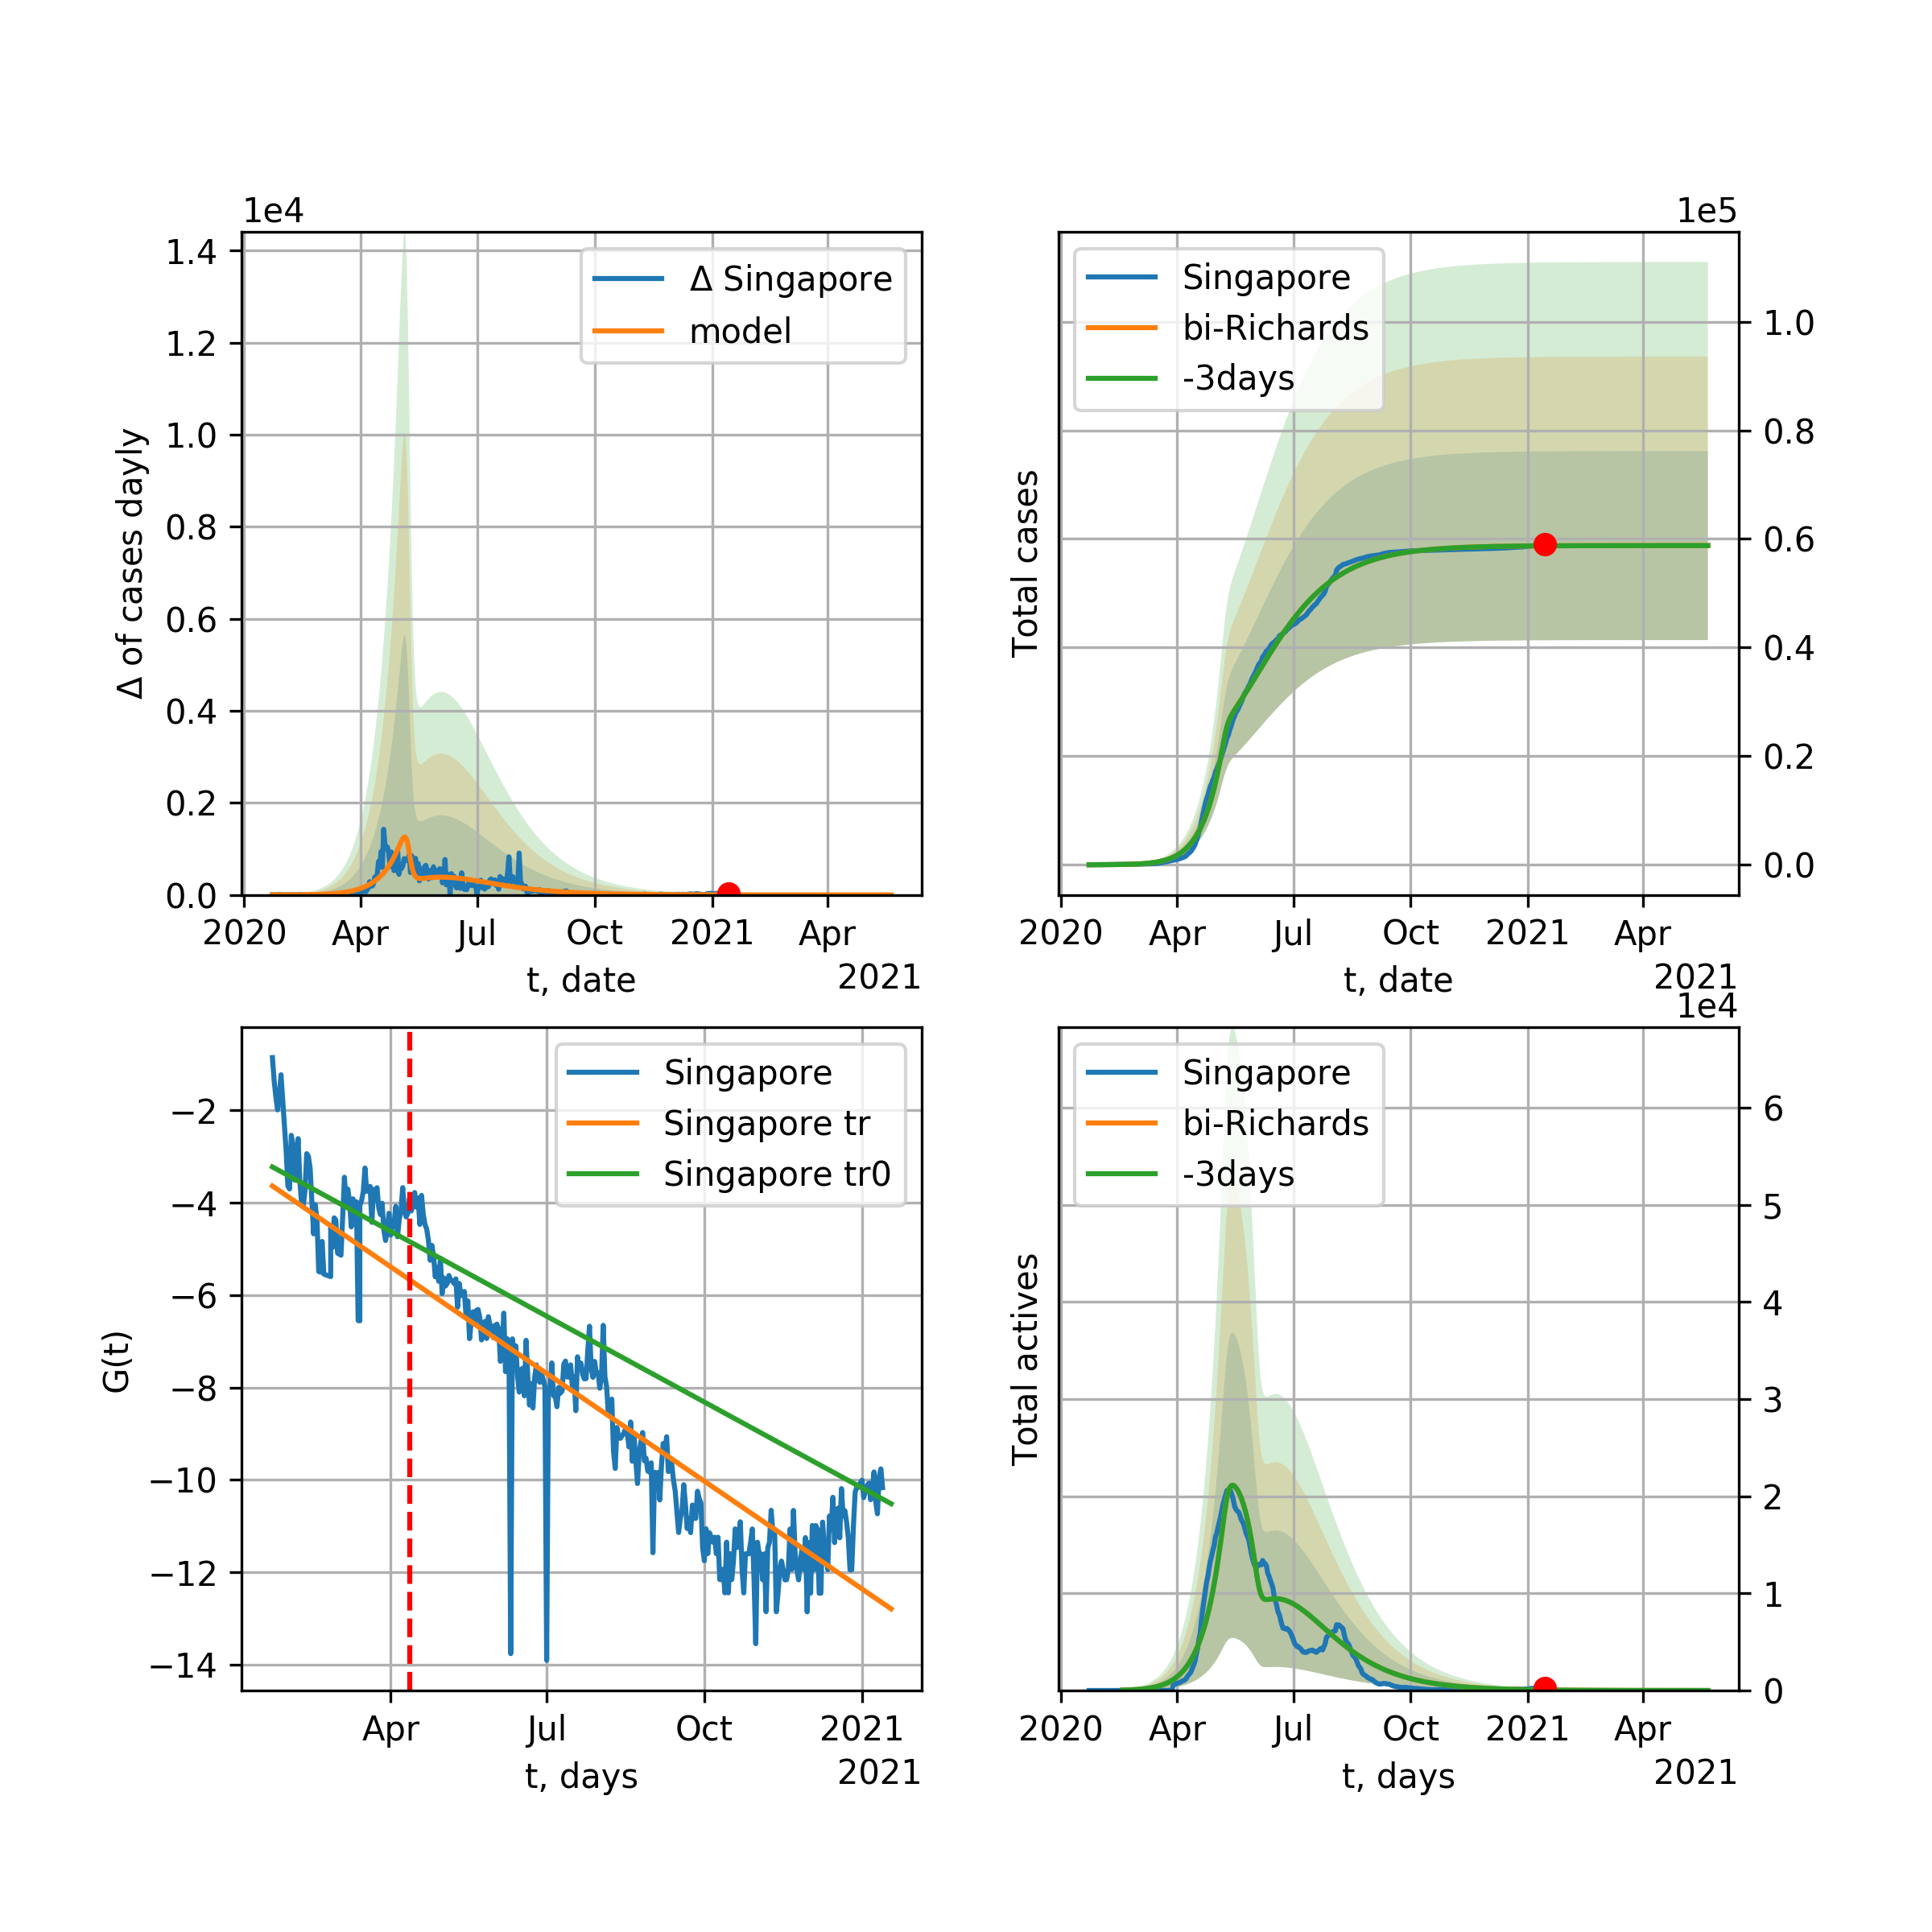 1e4
Δ of cases dayly
1.4
1.2
1.0
0.8
0.6
0.4
0.2
0.0
Δ Singapore
model
2020 Apr Jul Oct 2021 Apr
t, date
2021
1e5
Total cases
Singapore
bi-Richards
-3days
1.0
0.8
0.6
0.4
0.2
0.0
2020 Apr Jul Oct 2021 Apr
t, date
2021
G(t)
−2
−4
−6
−8
−10
−12
−14
Singapore
Singapore tr
Singapore tr0
Apr Jul Oct 2021
t, days
2021
1e4
Total actives
Singapore
bi-Richards
-3days
6
5
4
3
2
1
0
2020 Apr Jul Oct 2021 Apr
t, days
2021